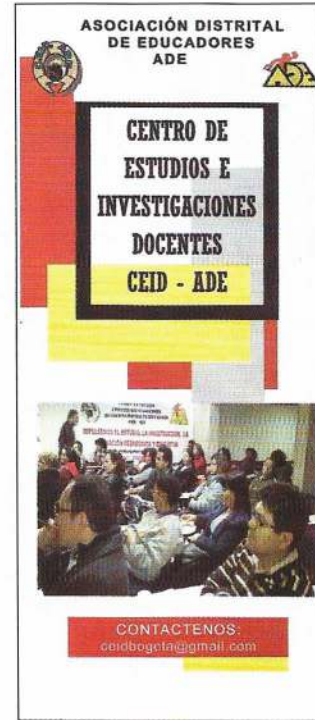 ASOCIACIÓN DISTRITAL
DE EDUCADORES
ADE
ADE
CENTRO DE
ESTUDIOS E
INVESTIGACIONES
DOCENTES
CEID - ADE
CONTACTENOS:
ceidbogota@gmail.com